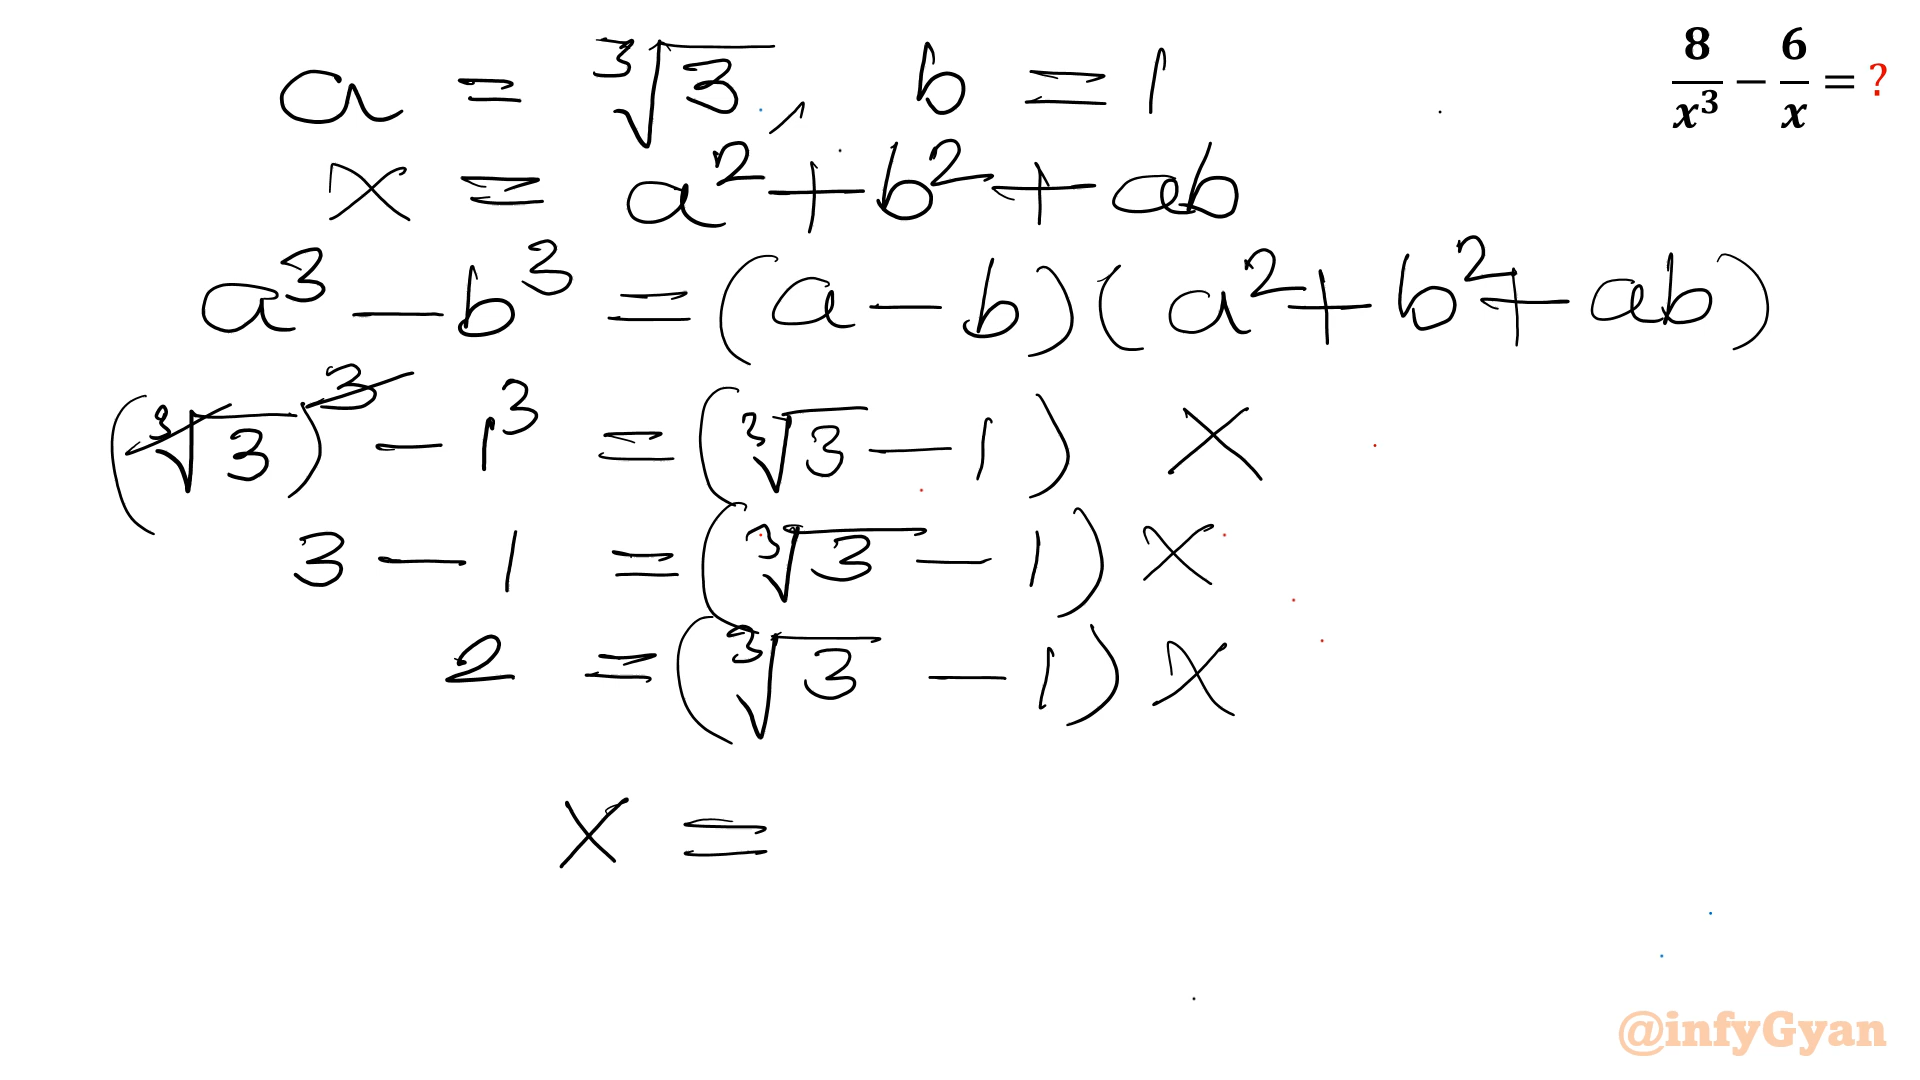 a = ∛3, b = 1
8/x³ − 6/x = ?
x = a² + b² + ab
a³ − b³ = (a − b)(a² + b² + ab)
(∛3)³ − 1³ = (∛3 − 1) x
3 − 1 = (∛3 − 1) x
2 = (∛3 − 1) x
x =
@infyGyan